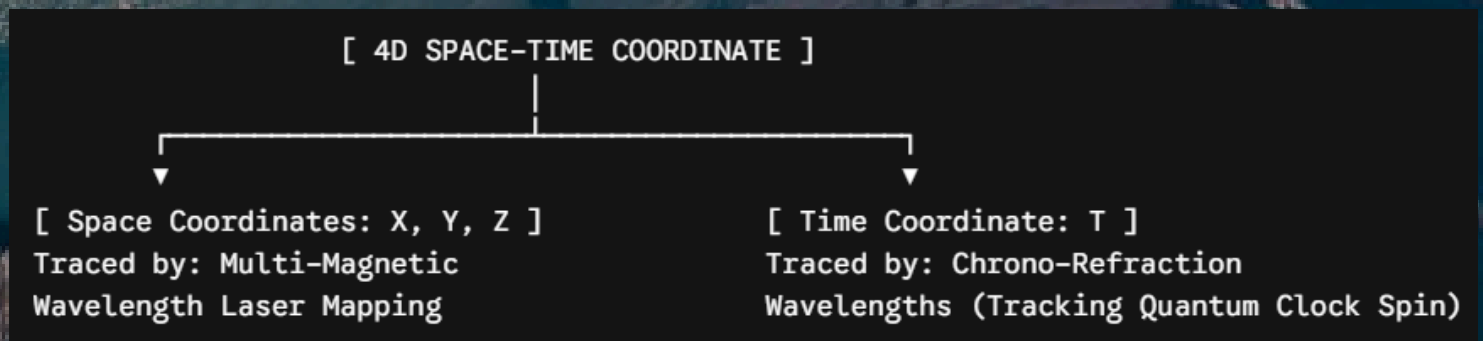 [ 4D SPACE-TIME COORDINATE ]
[ Space Coordinates: X, Y, Z ]
Traced by: Multi-Magnetic
Wavelength Laser Mapping
[ Time Coordinate: T ]
Traced by: Chrono-Refraction
Wavelengths (Tracking Quantum Clock Spin)